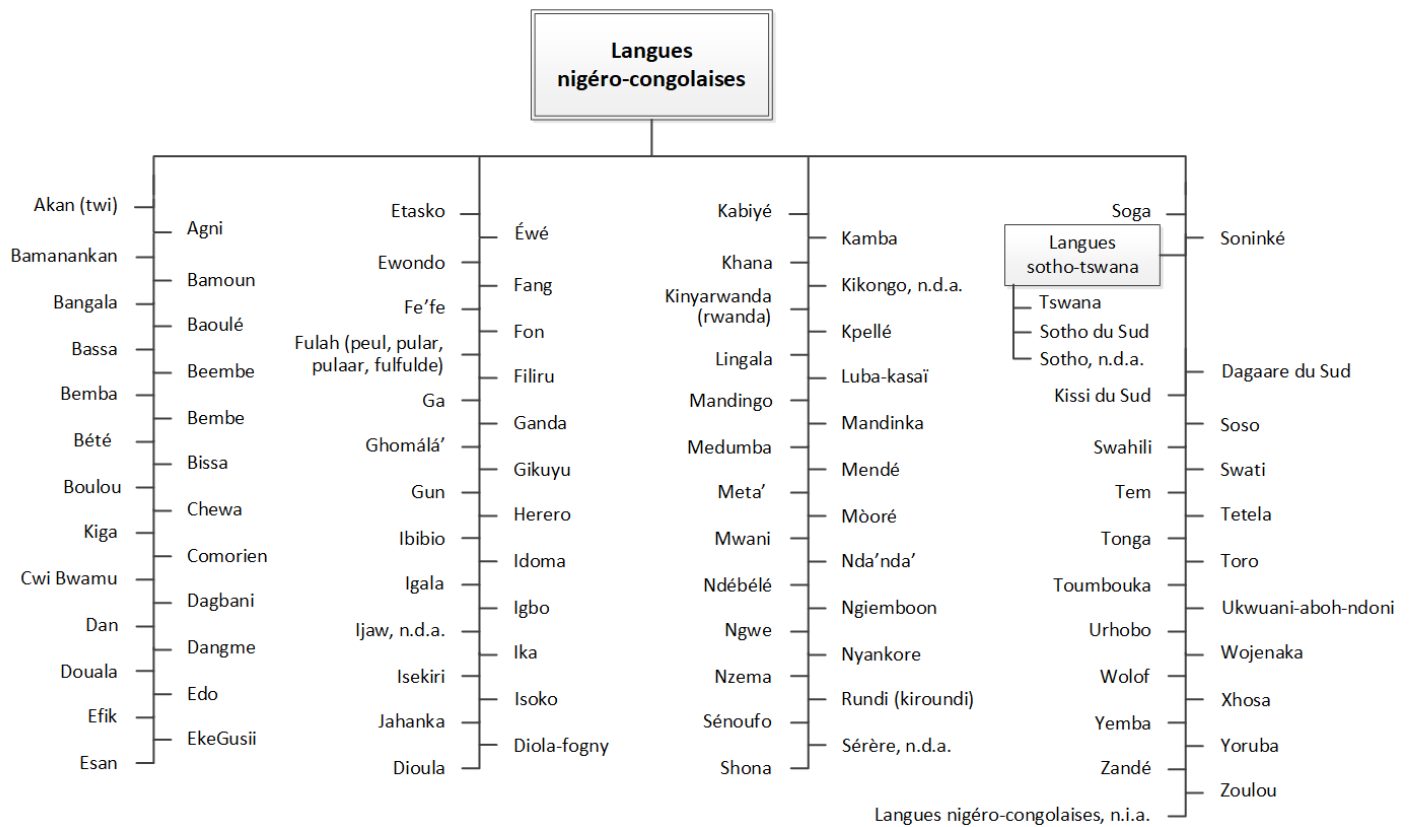 Langues
nigéro-congolaises
Akan (twi)
Agni
Bamanankan
Bamoun
Bangala
Baoulé
Bassa
Beembe
Bemba
Bembe
Bété
Bissa
Boulou
Chewa
Kiga
Comorien
Cwi Bwamu
Dagbani
Dan
Dangme
Douala
Edo
Efik
EkeGusii
Esan
Etasko
Éwé
Ewondo
Fang
Fe’fe
Fon
Fulah (peul, pular,
pulaar, fulfulde)
Filiru
Ga
Ganda
Ghomálá’
Gikuyu
Gun
Herero
Ibibio
Idoma
Igala
Igbo
Ijaw, n.d.a.
Ika
Isekiri
Isoko
Jahanka
Diola-fogny
Dioula
Kabiyé
Kamba
Khana
Kikongo, n.d.a.
Kinyarwanda
(rwanda)
Kpellé
Lingala
Luba-kasaï
Mandingo
Mandinka
Medumba
Mendé
Meta’
Mòoré
Mwani
Nda’nda’
Ndébélé
Ngiemboon
Ngwe
Nyankore
Nzema
Rundi (kiroundi)
Sénoufo
Sérère, n.d.a.
Shona
Soga
Soninké
Langues
sotho-tswana
Tswana
Sotho du Sud
Sotho, n.d.a.
Dagaare du Sud
Kissi du Sud
Soso
Swahili
Swati
Tem
Tetela
Tonga
Toro
Toumbouka
Ukwuani-aboh-ndoni
Urhobo
Wojenaka
Wolof
Xhosa
Yemba
Yoruba
Zandé
Zoulou
Langues nigéro-congolaises, n.i.a.